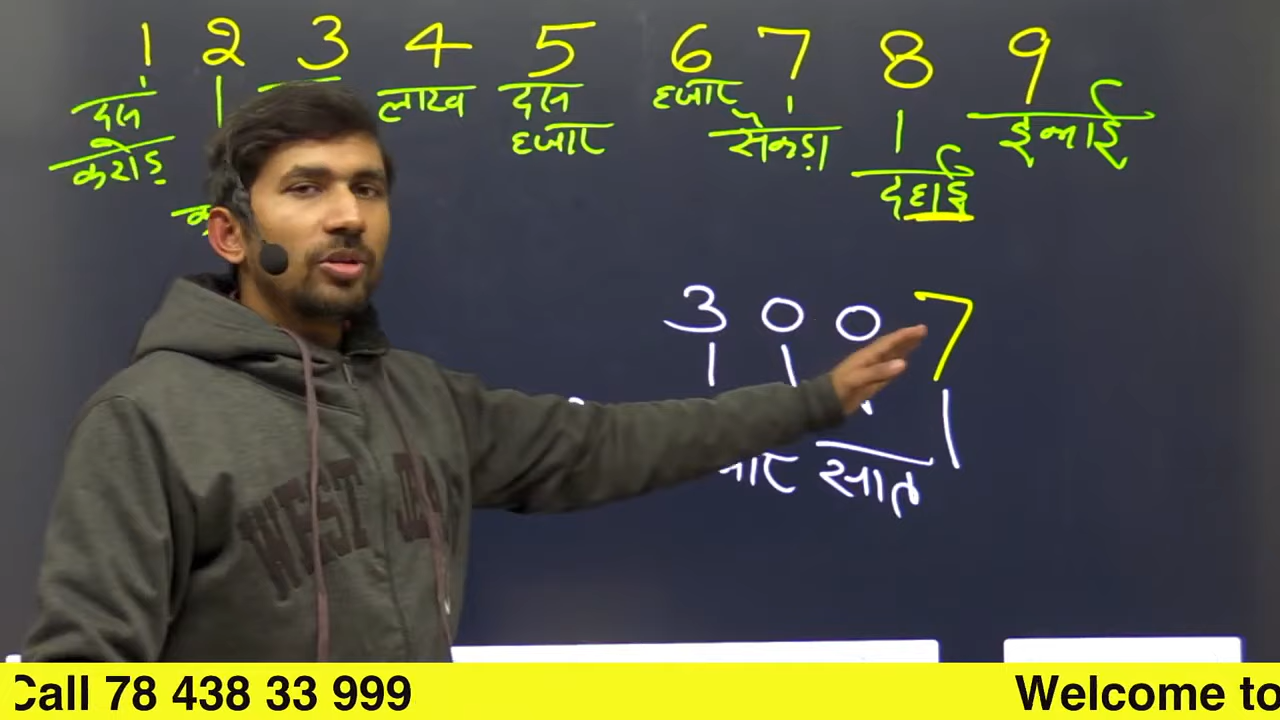 1 2 3 4 5 6 7 8 9
दस करोड़ लाख दस हजार हजार सैकड़ा दहाई इकाई
3 0 0 7
सात
WEST
Call 78 438 33 999 Welcome to